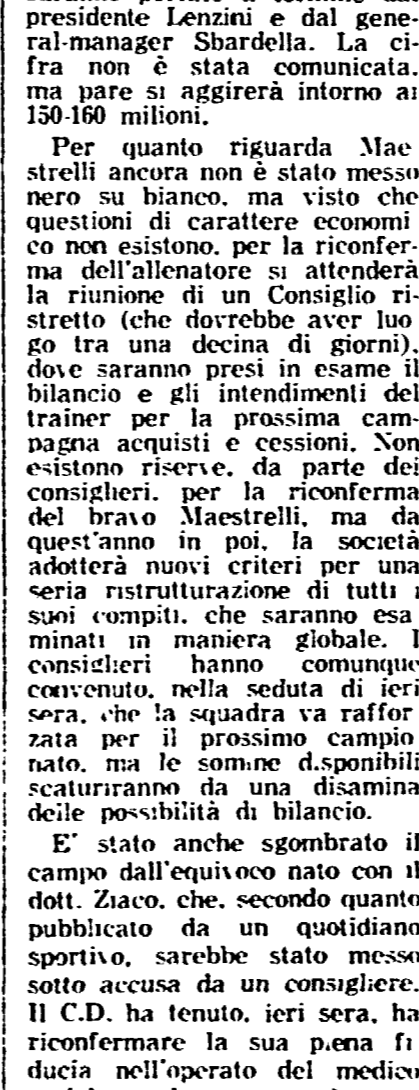 presidente Lenzini e dal gene-
ral-manager Sbardella. La ci-
fra non è stata comunicata.
ma pare si aggirerà intorno ai
150-160 milioni.
Per quanto riguarda Mae
strelli ancora non è stato messo
nero su bianco, ma visto che
questioni di carattere economi
co non esistono, per la riconfer-
ma dell'allenatore si attenderà
la riunione di un Consiglio ri-
stretto (che dovrebbe aver luo
go tra una decina di giorni),
dove saranno presi in esame il
bilancio e gli intendimenti del
trainer per la prossima cam-
pagna acquisti e cessioni. Non
esistono riserve, da parte dei
consiglieri, per la riconferma
del bravo Maestrelli, ma da
quest'anno in poi, la società
adotterà nuovi criteri per una
seria ristrutturazione di tutti i
suoi compiti, che saranno esa
minati in maniera globale. I
consiglieri hanno comunque
convenuto, nella seduta di ieri
sera, che la squadra va raffor
zata per il prossimo campio
nato, ma le somme disponibili
scaturiranno da una disamina
delle possibilità di bilancio.
E' stato anche sgombrato il
campo dall'equivoco nato con il
dott. Ziaco, che, secondo quanto
pubblicato da un quotidiano
sportivo, sarebbe stato messo
sotto accusa da un consigliere.
Il C.D. ha tenuto, ieri sera, ha
riconfermare la sua piena fi
ducia nell'operato del medico